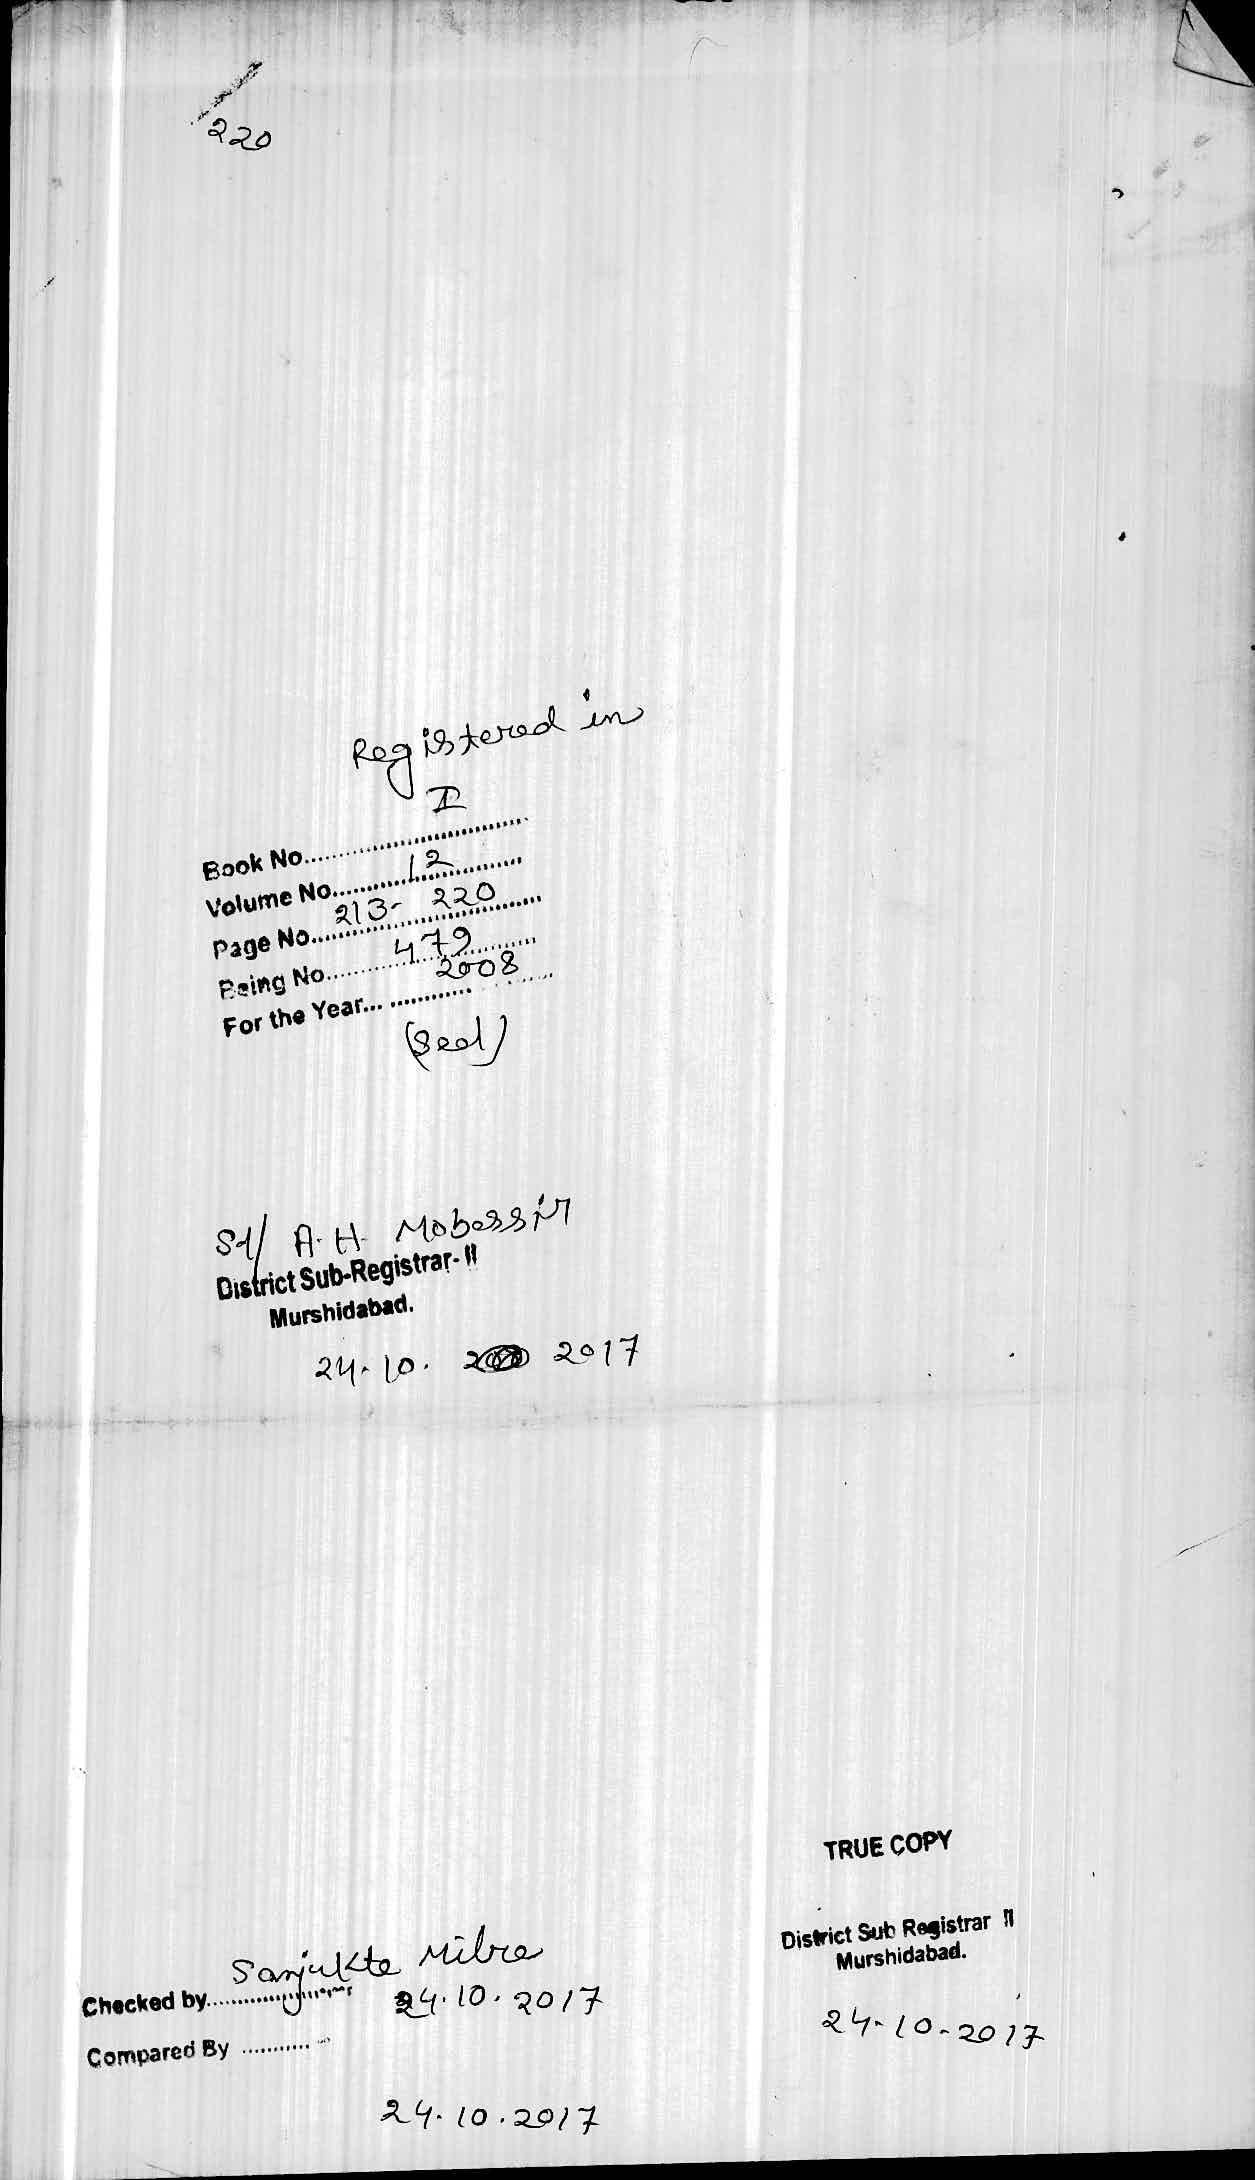 220
Registered in
Book No. I
Volume No. 12
Page No. 213- 220
Being No. 479
For the Year... 2008
(Seal)
Sd/ A. H. Mobassir
District Sub-Registrar- II
Murshidabad.
24.10. 2017
TRUE COPY
District Sub Registrar II
Murshidabad.
24-10-2017
Checked by Sanjukta Mitra 24.10.2017
Compared By
24.10.2017